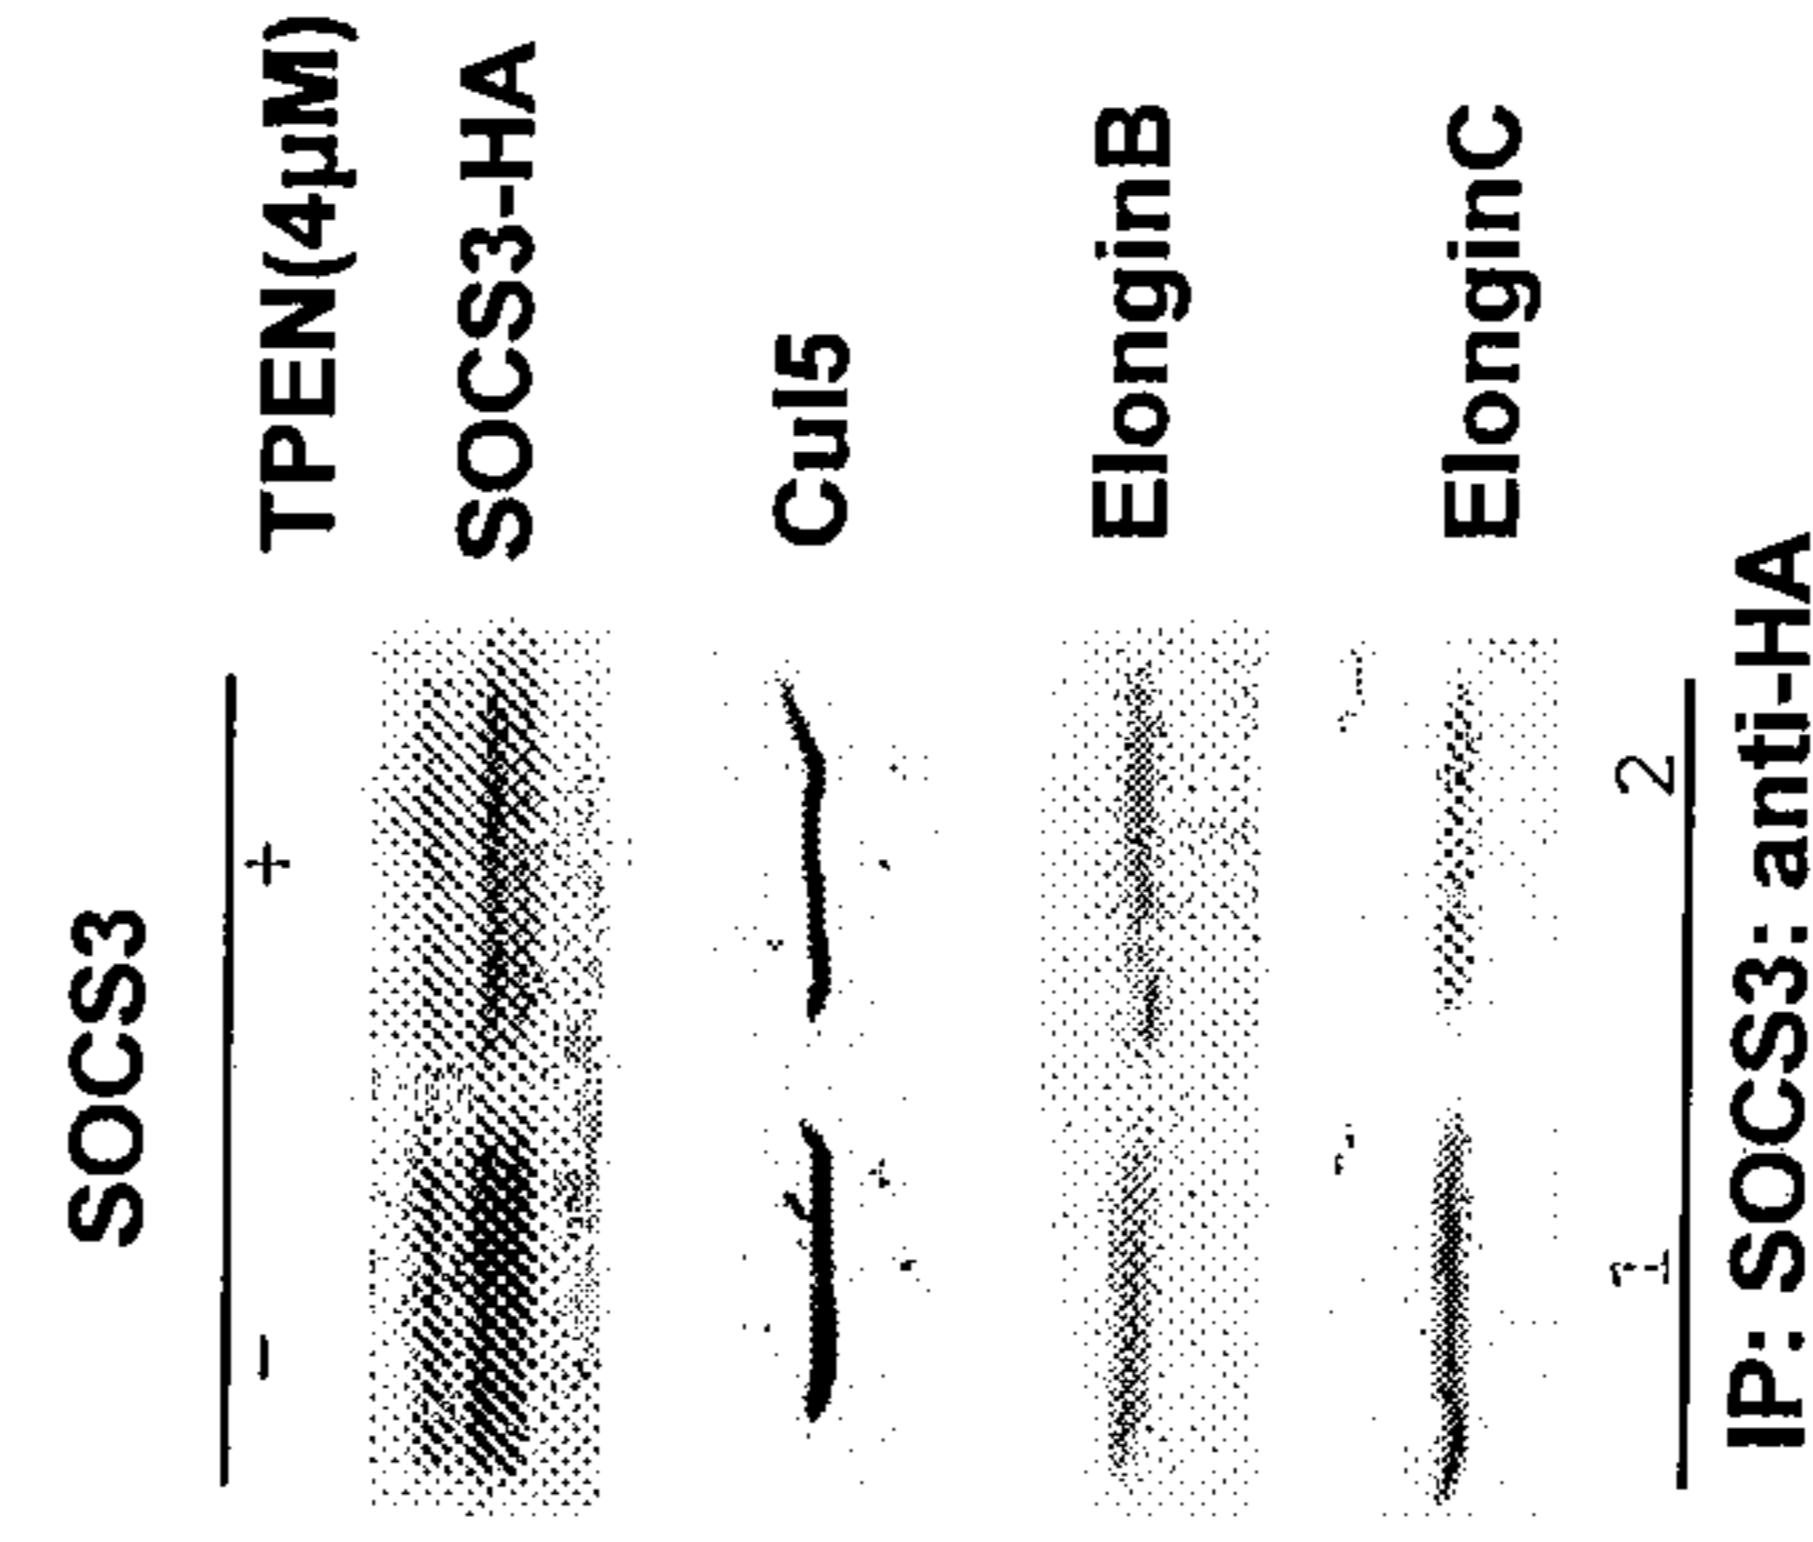 SOCS3
− + TPEN(4µM)
SOCS3-HA
Cul5
ElonginB
ElonginC
1 2
IP: SOCS3: anti-HA